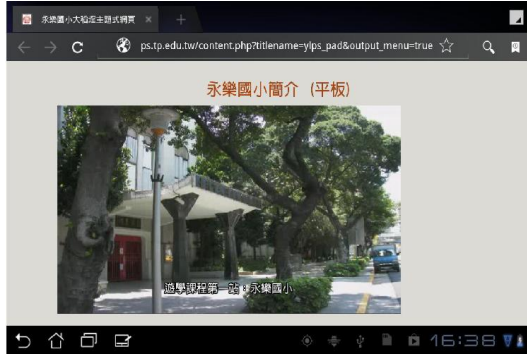 永樂國小大稻埕主題式網頁
ps.tp.edu.tw/content.php?titlename=ylps_pad&output_menu=true
永樂國小簡介 (平板)
遊學課程第一站：永樂國小
16:38